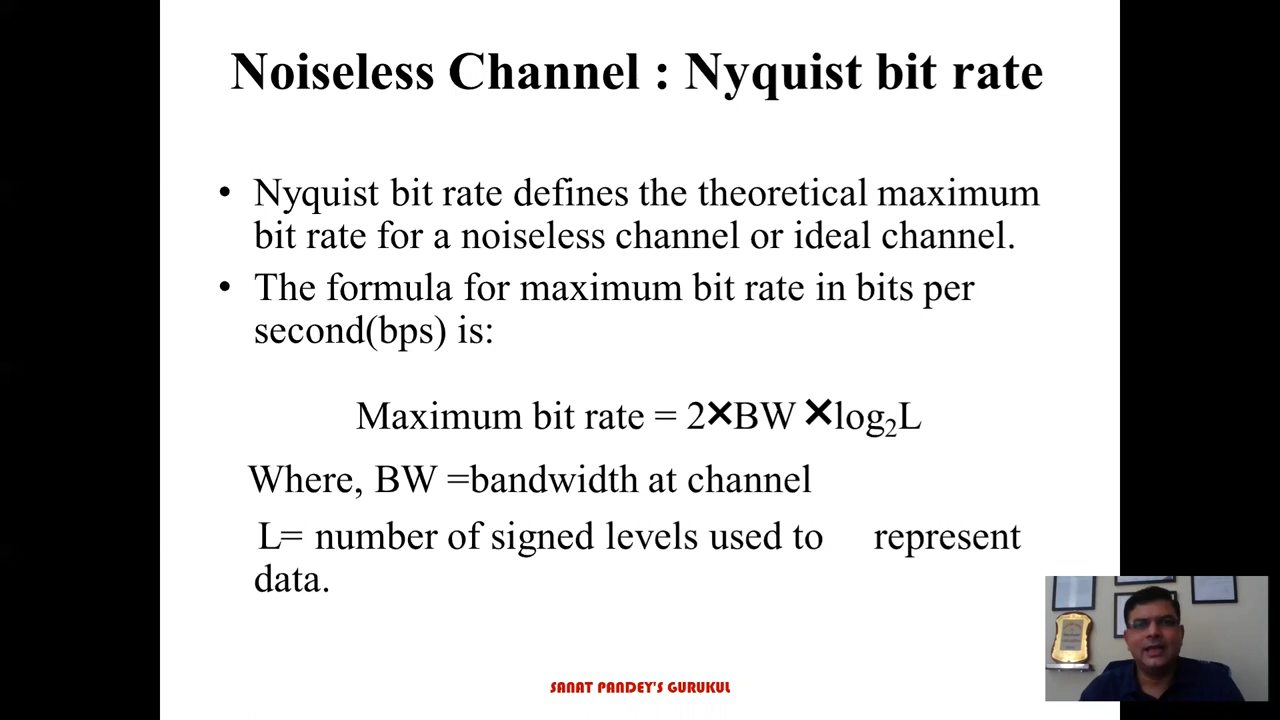 Noiseless Channel : Nyquist bit rate
• Nyquist bit rate defines the theoretical maximum
bit rate for a noiseless channel or ideal channel.
• The formula for maximum bit rate in bits per
second(bps) is:
Maximum bit rate = 2×BW ×log₂L
Where, BW =bandwidth at channel
L= number of signed levels used to represent
data.
SANAT PANDEY'S GURUKUL